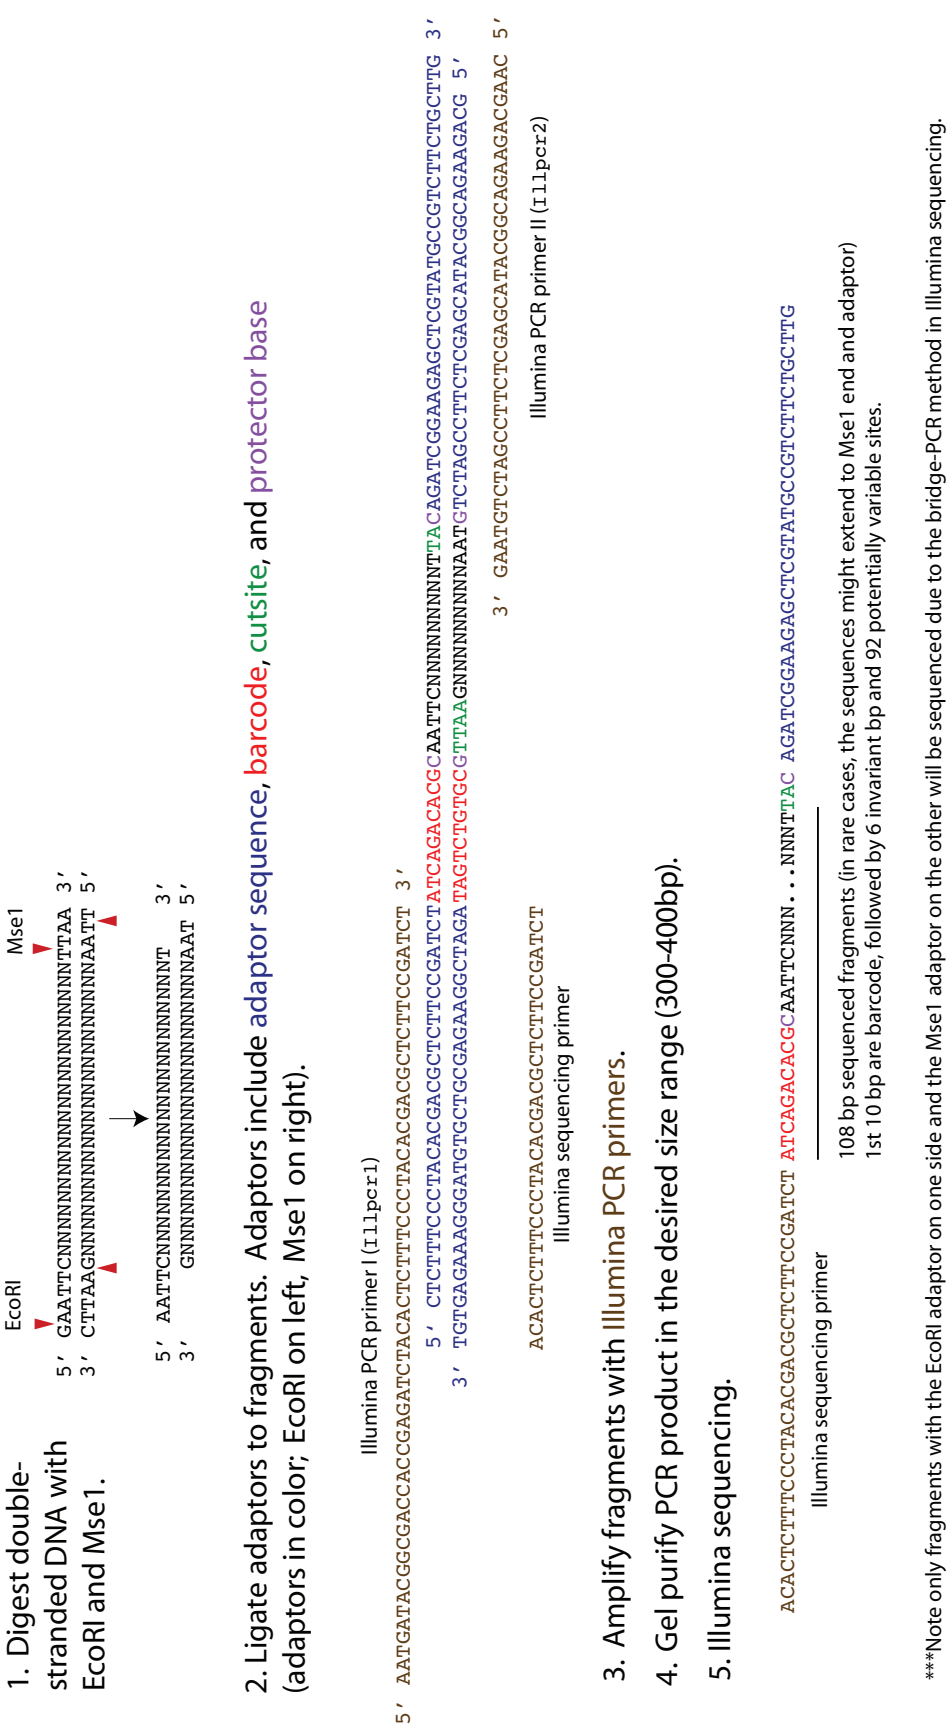 1. Digest double-
stranded DNA with
EcoRI and Mse1.
EcoRI
Mse1
5′ GAATTCNNNNNNNNNNNNNNNNNNNNNNTTAA 3′
3′ CTTAAGNNNNNNNNNNNNNNNNNNNNNNAATT 5′
5′ AATTCNNNNNNNNNNNNNNNNNNNNNNT 3′
3′ GNNNNNNNNNNNNNNNNNNNNNNAAT 5′
2. Ligate adaptors to fragments. Adaptors include adaptor sequence, barcode, cutsite, and protector base
(adaptors in color; EcoRI on left, Mse1 on right).
Illumina PCR primer I (Illpcr1)
5′ AATGATACGGCGACCACCGAGATCTACACTCTTTCCCTACACGACGCTCTTCCGATCT 3′
5′ CTCTTTCCCTACACGACGCTCTTCCGATCTATCAGACACGCAATTCNNNNNNNNTTACAGATCGGAAGAGCTCGTATGCCGTCTTCTGCTTG 3′
3′ TGTGAGAAAGGGATGTGCTGCGAGAAGGCTAGATAGTCTGTGCGTTAAGNNNNNNNNAATGTCTAGCCTTCTCGAGCATACGGCAGAAGACG 5′
3′ GAATGTCTAGCCTTCTCGAGCATACGGCAGAAGACGAAC 5′
Illumina PCR primer II (Illpcr2)
ACACTCTTTCCCTACACGACGCTCTTCCGATCT
Illumina sequencing primer
3. Amplify fragments with Illumina PCR primers.
4. Gel purify PCR product in the desired size range (300-400bp).
5. Illumina sequencing.
ACACTCTTTCCCTACACGACGCTCTTCCGATCT ATCAGACACGCAATTCNNN...NNNTTAC AGATCGGAAGAGCTCGTATGCCGTCTTCTGCTTG
Illumina sequencing primer
108 bp sequenced fragments (in rare cases, the sequences might extend to Mse1 end and adaptor)
1st 10 bp are barcode, followed by 6 invariant bp and 92 potentially variable sites.
***Note only fragments with the EcoRI adaptor on one side and the Mse1 adaptor on the other will be sequenced due to the bridge-PCR method in Illumina sequencing.